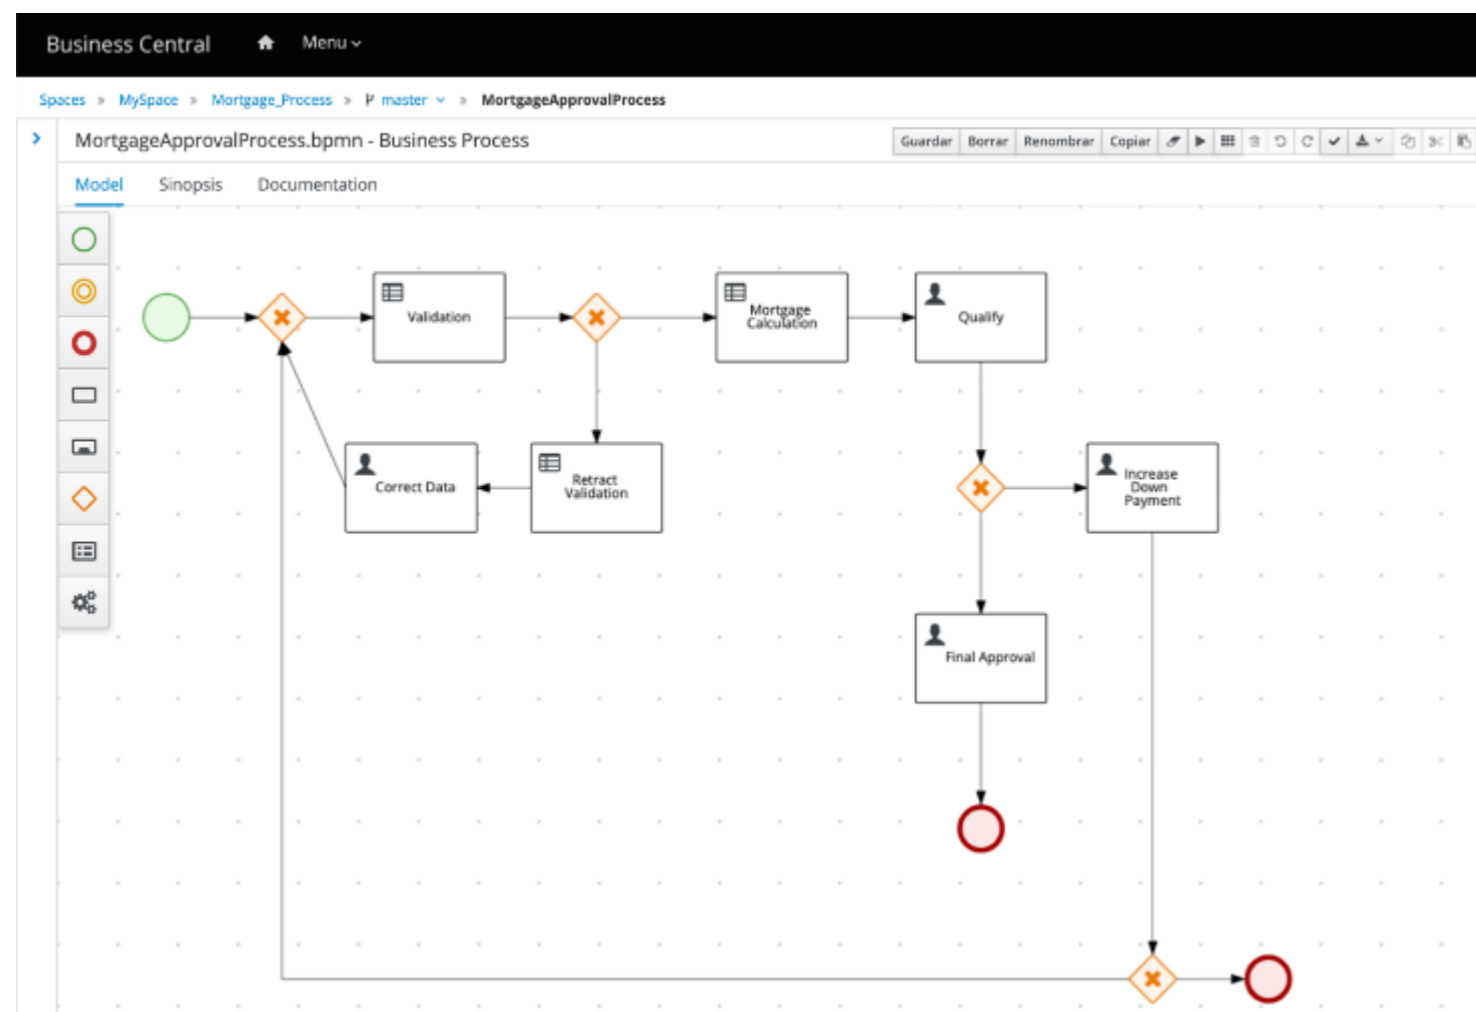 Business Central Menu
Spaces » MySpace » Mortgage_Process » master » MortgageApprovalProcess
MortgageApprovalProcess.bpmn - Business Process
Guardar Borrar Renombrar Copiar
Model Sinopsis Documentation
Validation
Mortgage
Calculation
Qualify
Correct Data
Retract
Validation
Increase
Down
Payment
Final Approval